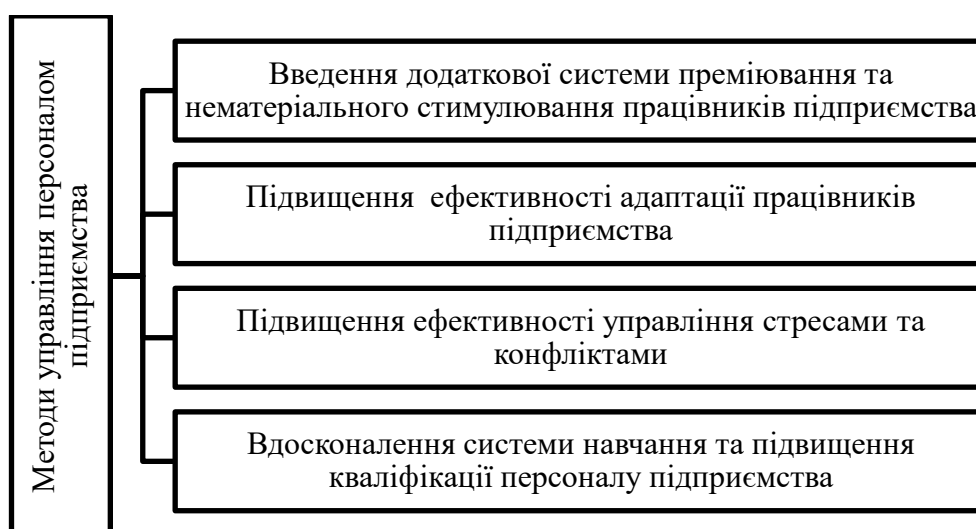 Методи управління персоналом
підприємства
Введення додаткової системи преміювання та
нематеріального стимулювання працівників підприємства
Підвищення  ефективності адаптації працівників
підприємства
Підвищення ефективності управління стресами та
конфліктами
Вдосконалення системи навчання та підвищення
кваліфікації персоналу підприємства